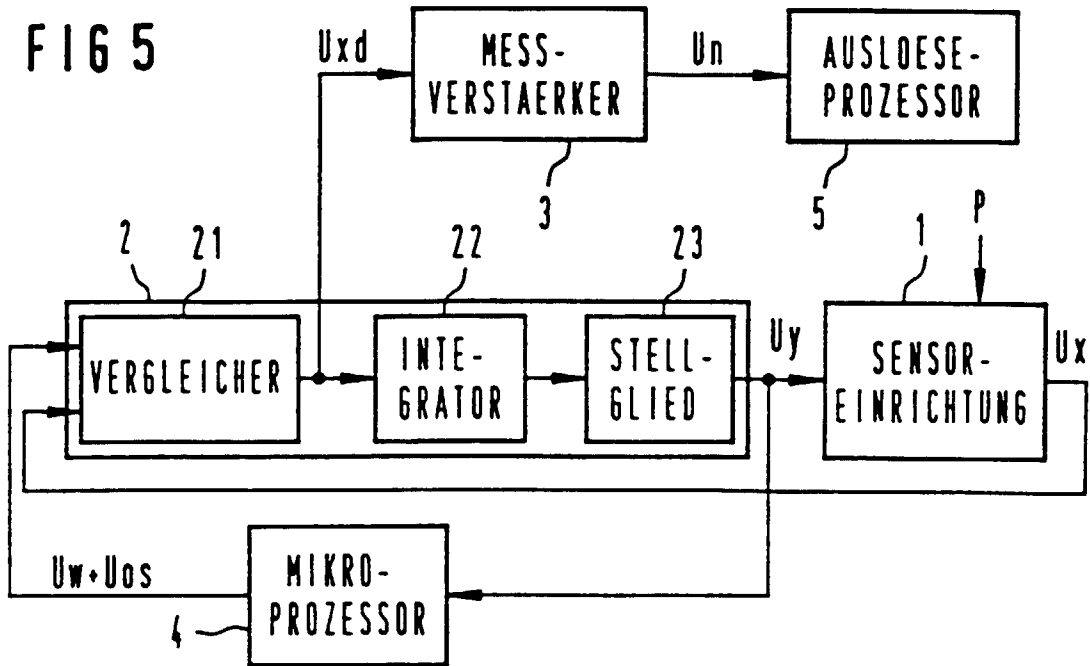 FIG 5
Uxd
MESS-
VERSTAERKER
Un
AUSLOESE-
PROZESSOR
3
5
P
2
21
22
23
1
VERGLEICHER
INTE-
GRATOR
STELL-
GLIED
Uy
SENSOR-
EINRICHTUNG
Ux
Uw+Uos
MIKRO-
PROZESSOR
4